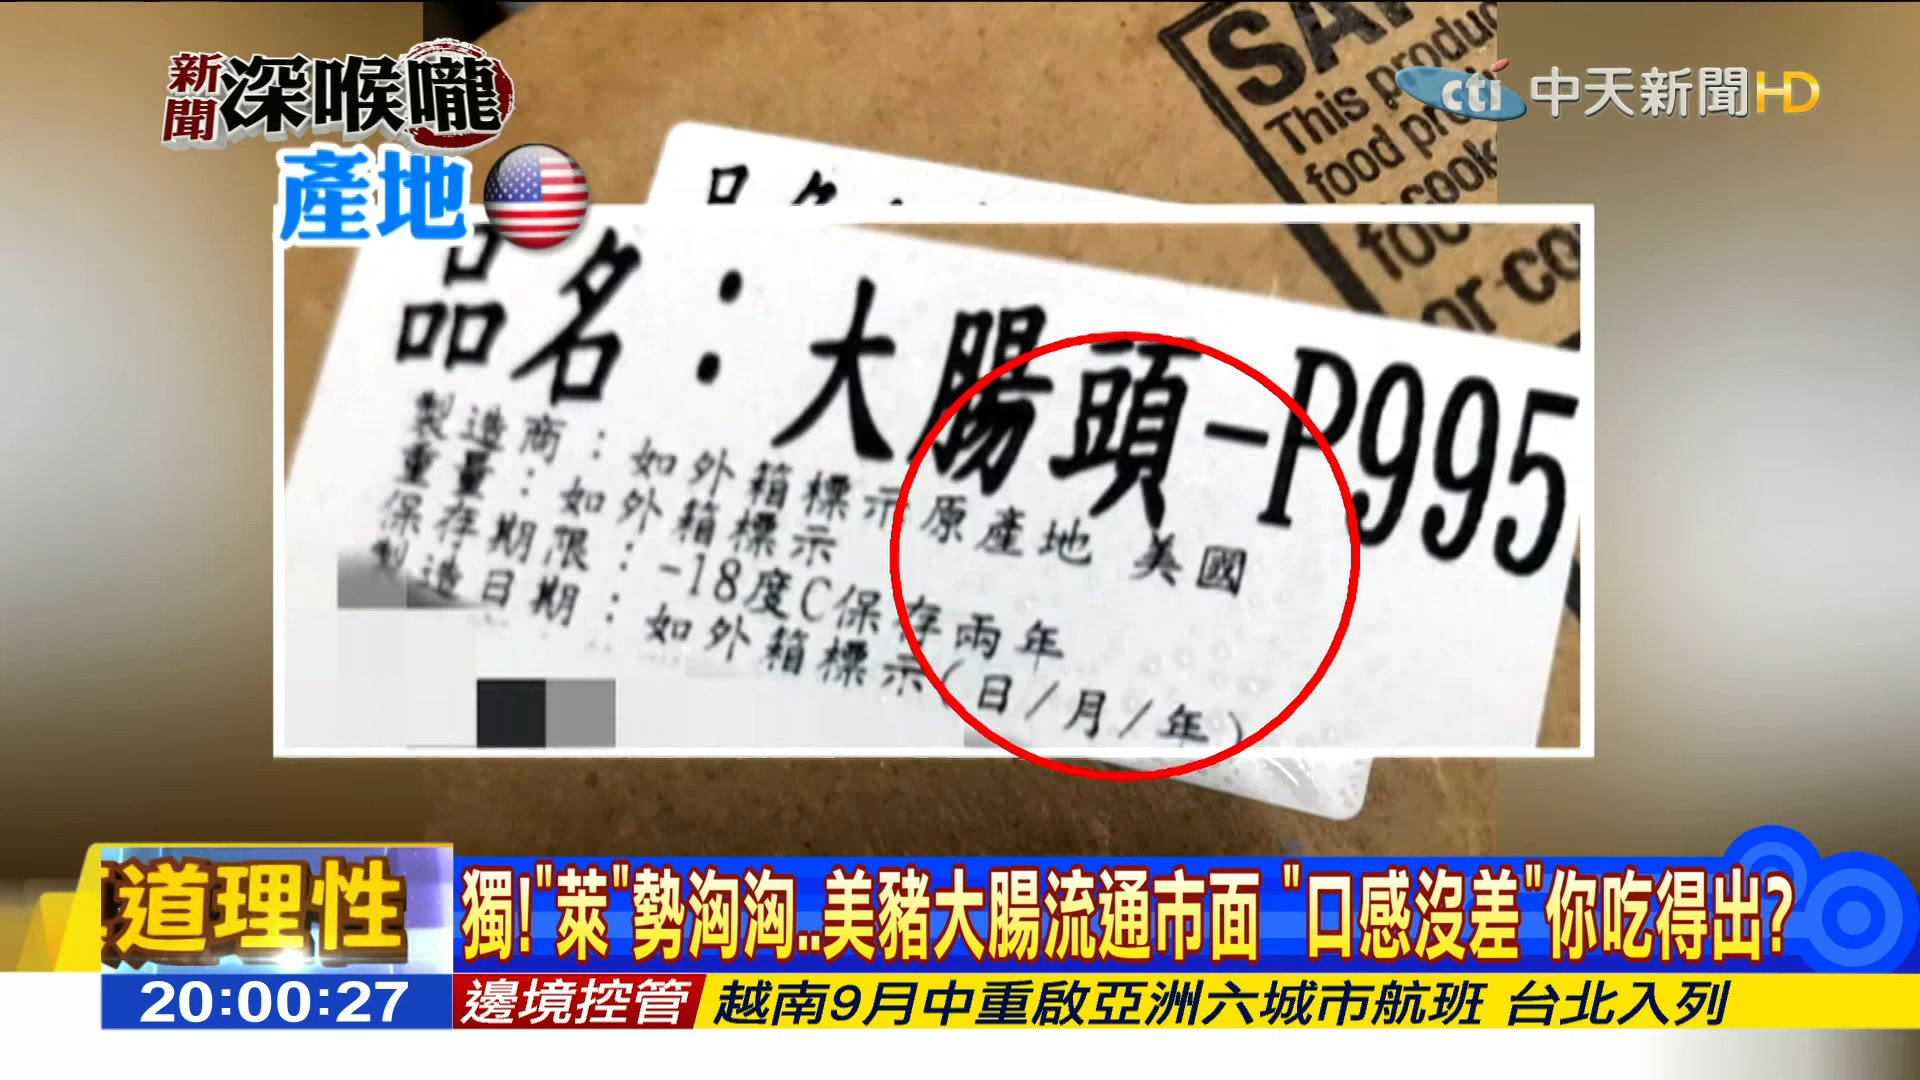 新聞深喉嚨
cti 中天新聞HD
產地
This produ
food pr
cook
foo
or co
品名：大腸頭-P995
製造商：如外箱標示 原產地 美國
重量：如外箱標示
保存期限：-18度C保存兩年
製造日期：如外箱標示(日/月/年)
道理性
獨!"萊"勢洶洶..美豬大腸流通市面 "口感沒差"你吃得出?
20:00:27
邊境控管 越南9月中重啟亞洲六城市航班 台北入列